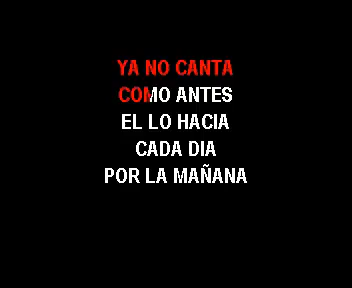 YA NO CANTA
COMO ANTES
EL LO HACIA
CADA DIA
POR LA MAÑANA